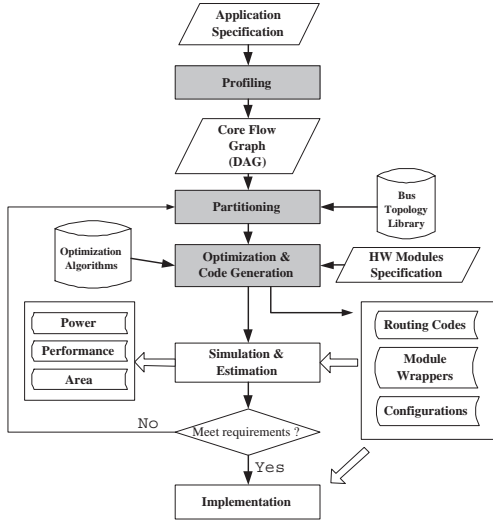 Application
Specification
Profiling
Core Flow
Graph
(DAG)
Partitioning
Bus
Topology
Library
Optimization
Algorithms
Optimization &
Code Generation
HW Modules
Specification
Power
Performance
Area
Simulation &
Estimation
Routing Codes
Module
Wrappers
Configurations
No
Meet requirements ?
Yes
Implementation